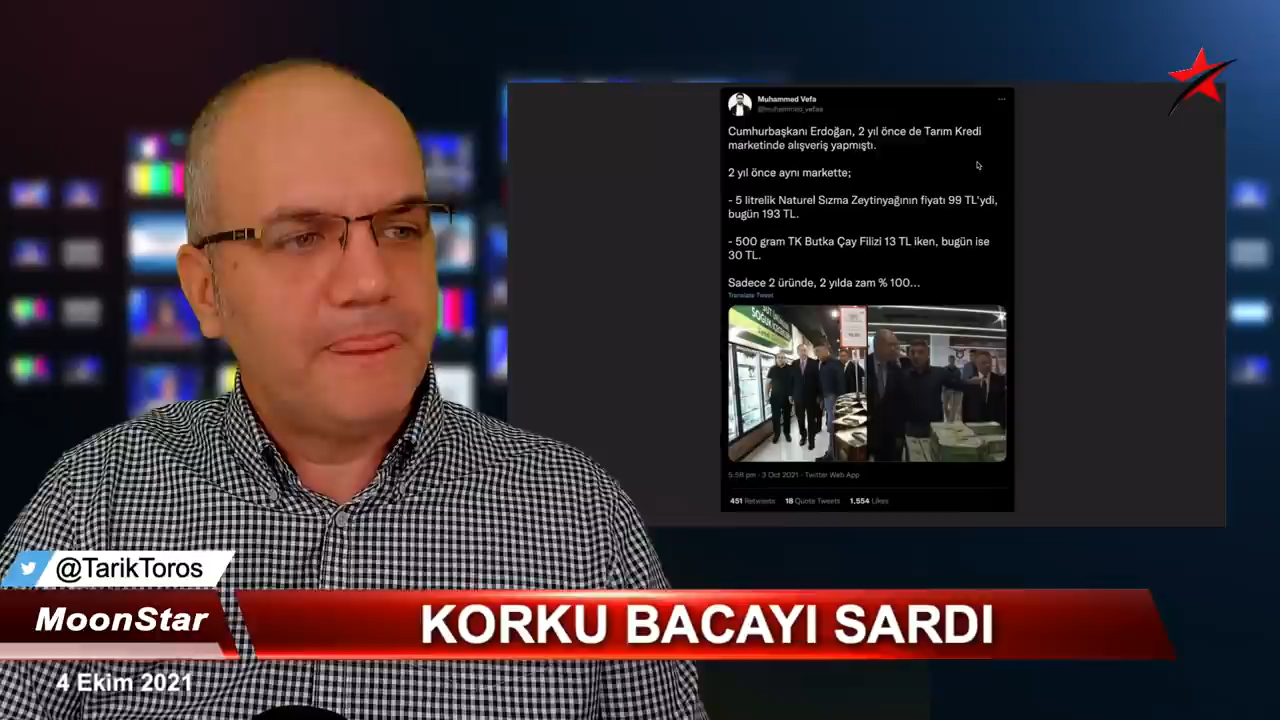 Muhammed Vefa
Cumhurbaşkanı Erdoğan, 2 yıl önce de Tarım Kredi
marketinde alışveriş yapmıştı.
2 yıl önce aynı markette;
- 5 litrelik Naturel Sızma Zeytinyağının fiyatı 99 TL'ydi,
bugün 193 TL.
- 500 gram TK Butka Çay Filizi 13 TL iken, bugün ise
30 TL.
Sadece 2 üründe, 2 yılda zam % 100...
Translate Tweet
5:58 pm · 3 Oct 2021 · Twitter Web App
451 Retweets 18 Quote Tweets 1.554 Likes
@TarikToros
MoonStar
KORKU BACAYI SARDI
4 Ekim 2021